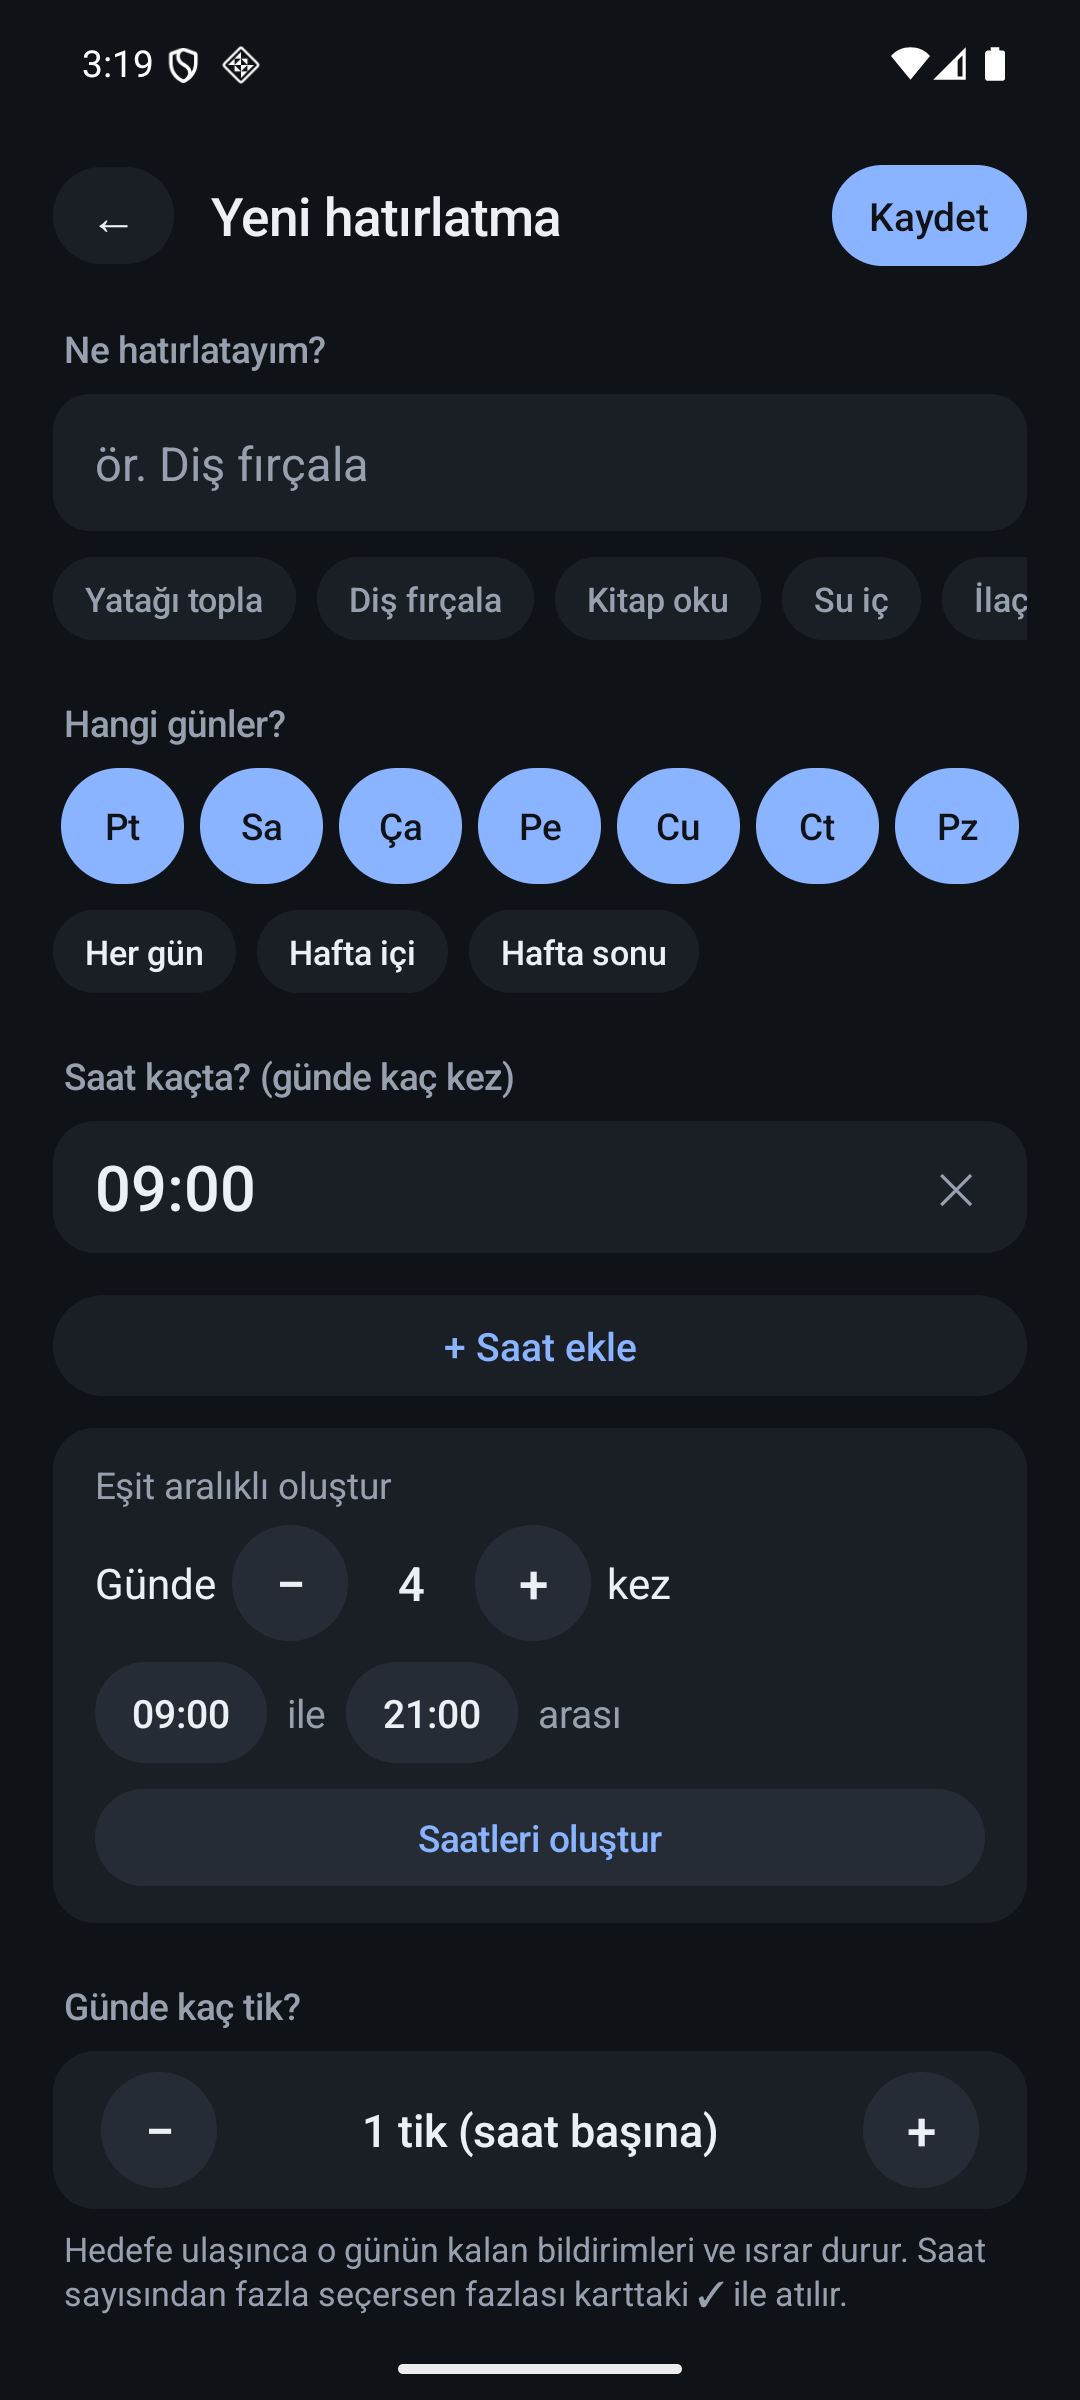 3:19
←
Yeni hatırlatma
Kaydet
Ne hatırlatayım?
ör. Diş fırçala
Yatağı topla
Diş fırçala
Kitap oku
Su iç
İlaç
Hangi günler?
Pt Sa Ça Pe Cu Ct Pz
Her gün
Hafta içi
Hafta sonu
Saat kaçta? (günde kaç kez)
09:00
+ Saat ekle
Eşit aralıklı oluştur
Günde − 4 + kez
09:00 ile 21:00 arası
Saatleri oluştur
Günde kaç tik?
− 1 tik (saat başına) +
Hedefe ulaşınca o günün kalan bildirimleri ve ısrar durur. Saat
sayısından fazla seçersen fazlası karttaki ✓ ile atılır.